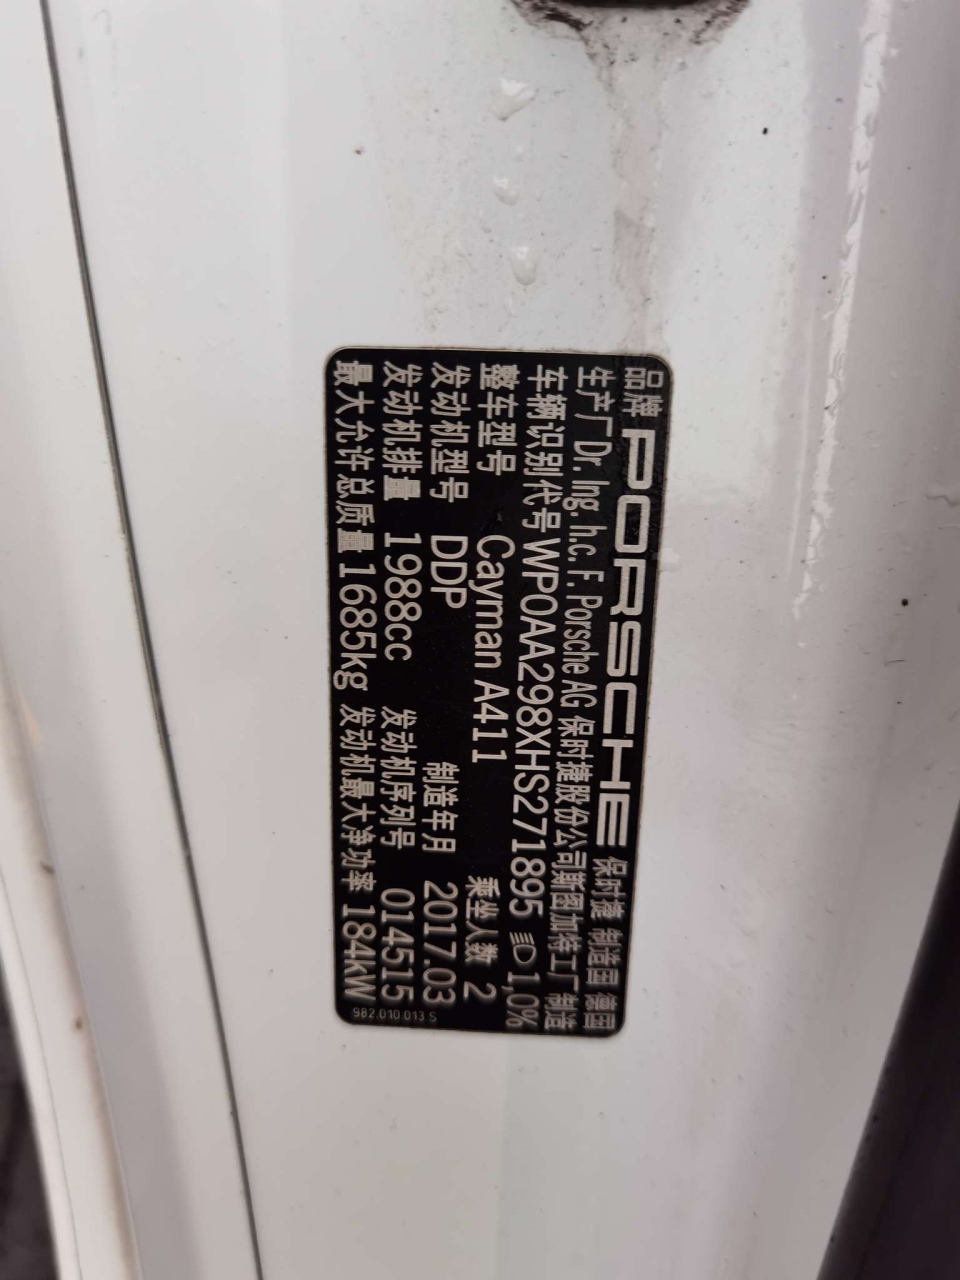 品牌 PORSCHE 保时捷 制造国 德国
生产厂 Dr. Ing. h.c. F. Porsche AG 保时捷股份公司斯图加特工厂 制造
车辆识别代号 WP0AA298XHS271895 1,0%
整车型号 Cayman A411 乘坐人数 2
发动机型号 DDP 制造年月 2017.03
发动机排量 1988cc 发动机序列号 014515
最大允许总质量 1685kg 发动机最大净功率 184kW
982.010.013 S